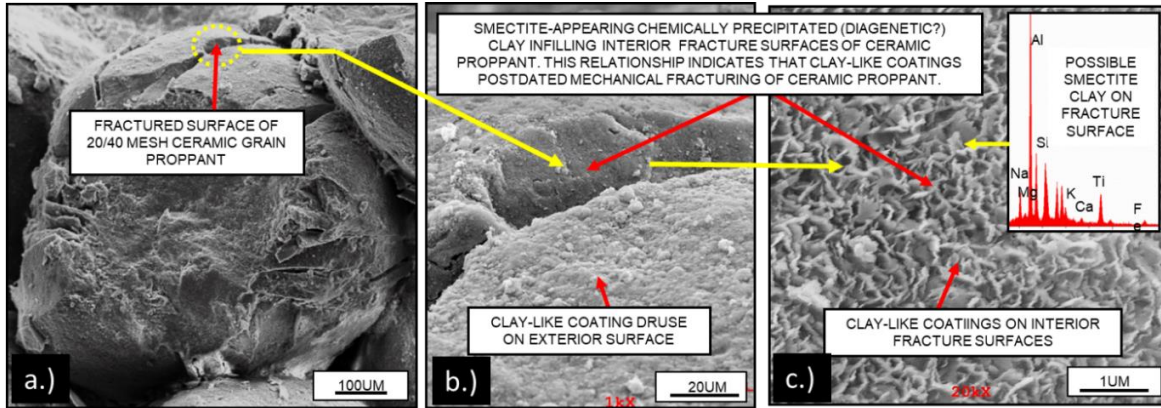 FRACTURED SURFACE OF
20/40 MESH CERAMIC GRAIN
PROPPANT
a.)
100UM
SMECTITE-APPEARING CHEMICALLY PRECIPITATED (DIAGENETIC?)
CLAY INFILLING INTERIOR FRACTURE SURFACES OF CERAMIC
PROPPANT. THIS RELATIONSHIP INDICATES THAT CLAY-LIKE COATINGS
POSTDATED MECHANICAL FRACTURING OF CERAMIC PROPPANT.
CLAY-LIKE COATING DRUSE
ON EXTERIOR SURFACE
b.)
20UM
1kX
Al
Si
Na
Mg
K
Ca
Ti
F
e
POSSIBLE
SMECTITE
CLAY ON
FRACTURE
SURFACE
CLAY-LIKE COATIINGS ON INTERIOR
FRACTURE SURFACES
c.)
20kX
1UM